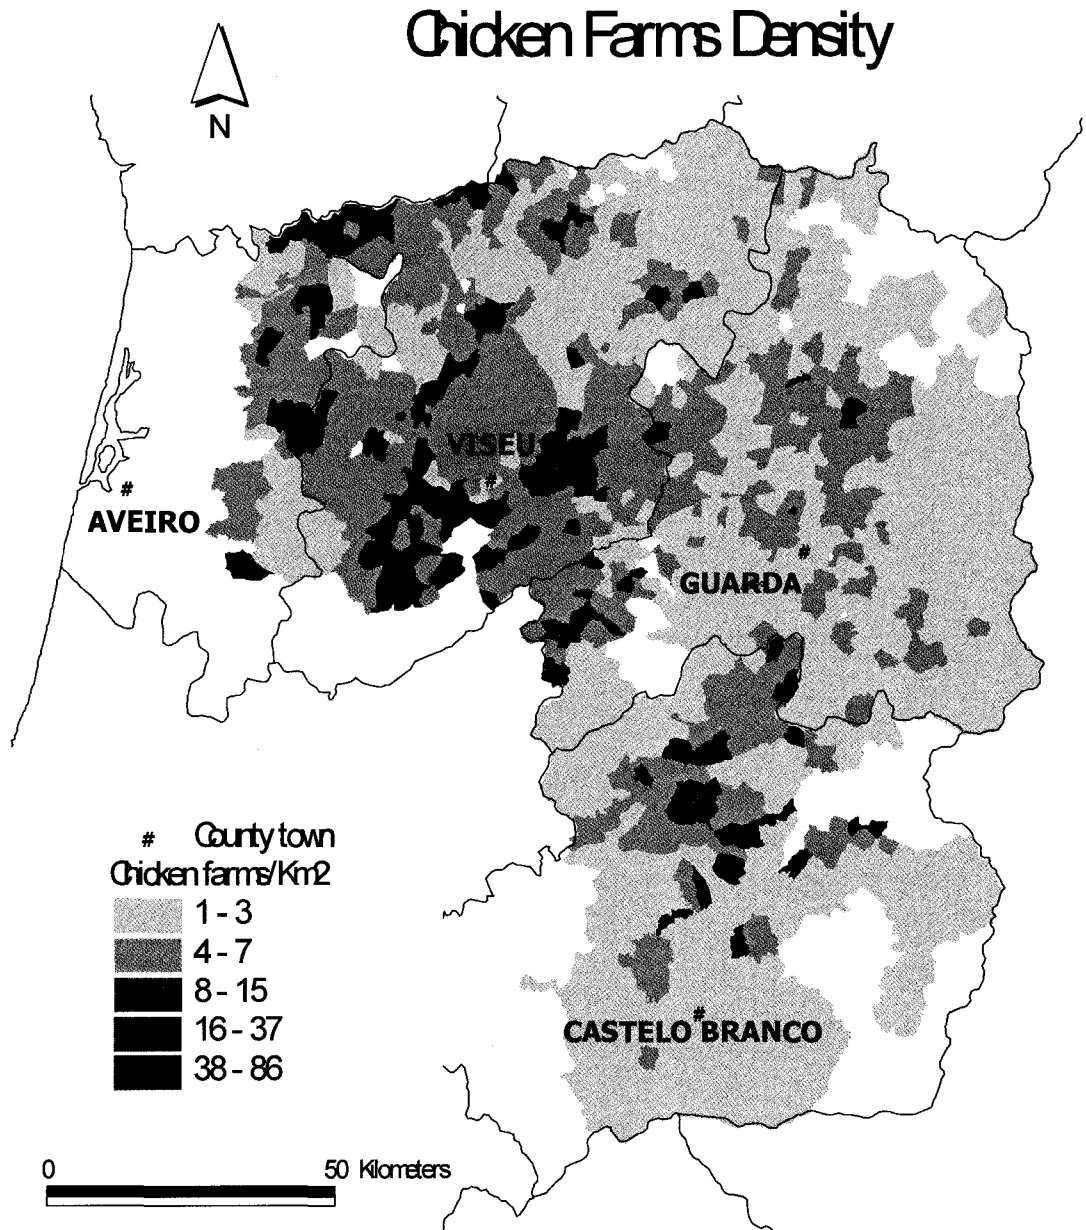 Chicken Farms Density
N
VISEU
#
#
AVEIRO
#
GUARDA
# County town
Chicken farms/Km2
1 - 3
4 - 7
8 - 15
16 - 37
38 - 86
#
CASTELO BRANCO
0 50 Kilometers